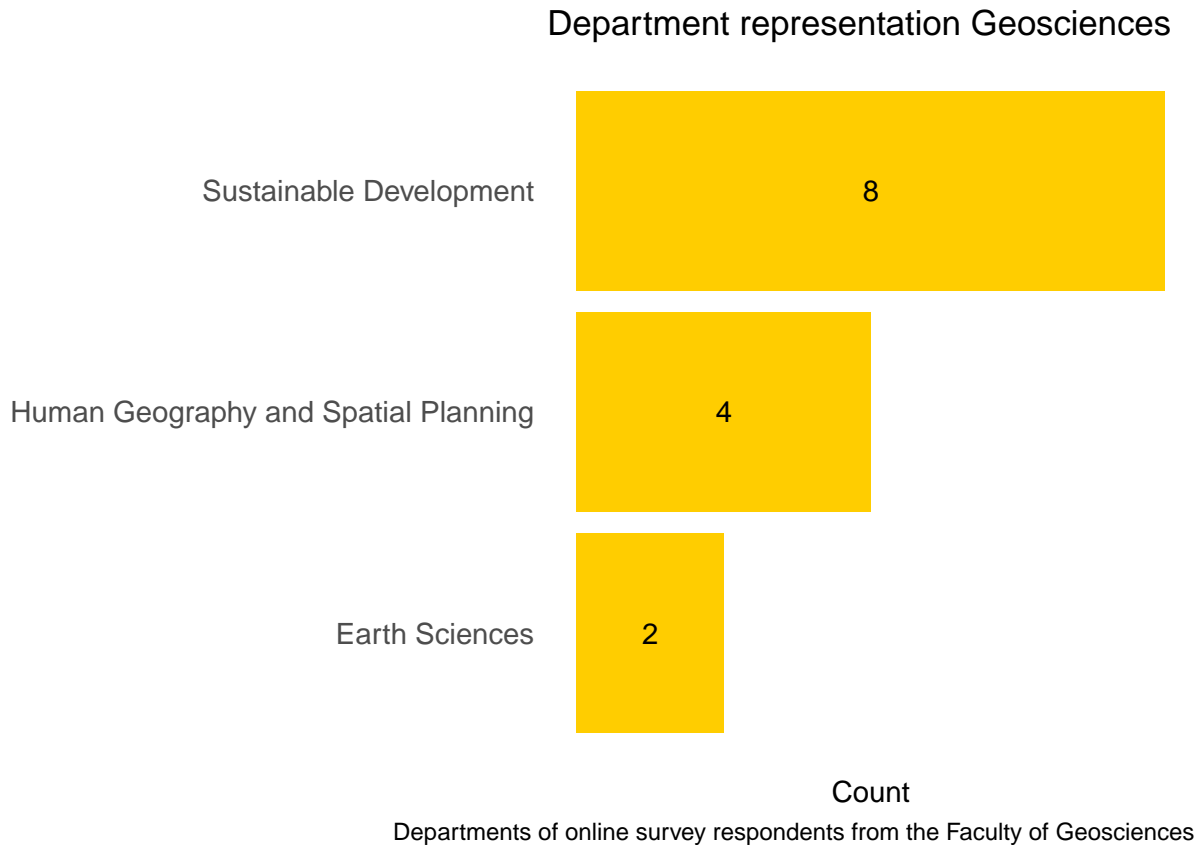 Department representation Geosciences
Sustainable Development
8
Human Geography and Spatial Planning
4
Earth Sciences
2
Count
Departments of online survey respondents from the Faculty of Geosciences